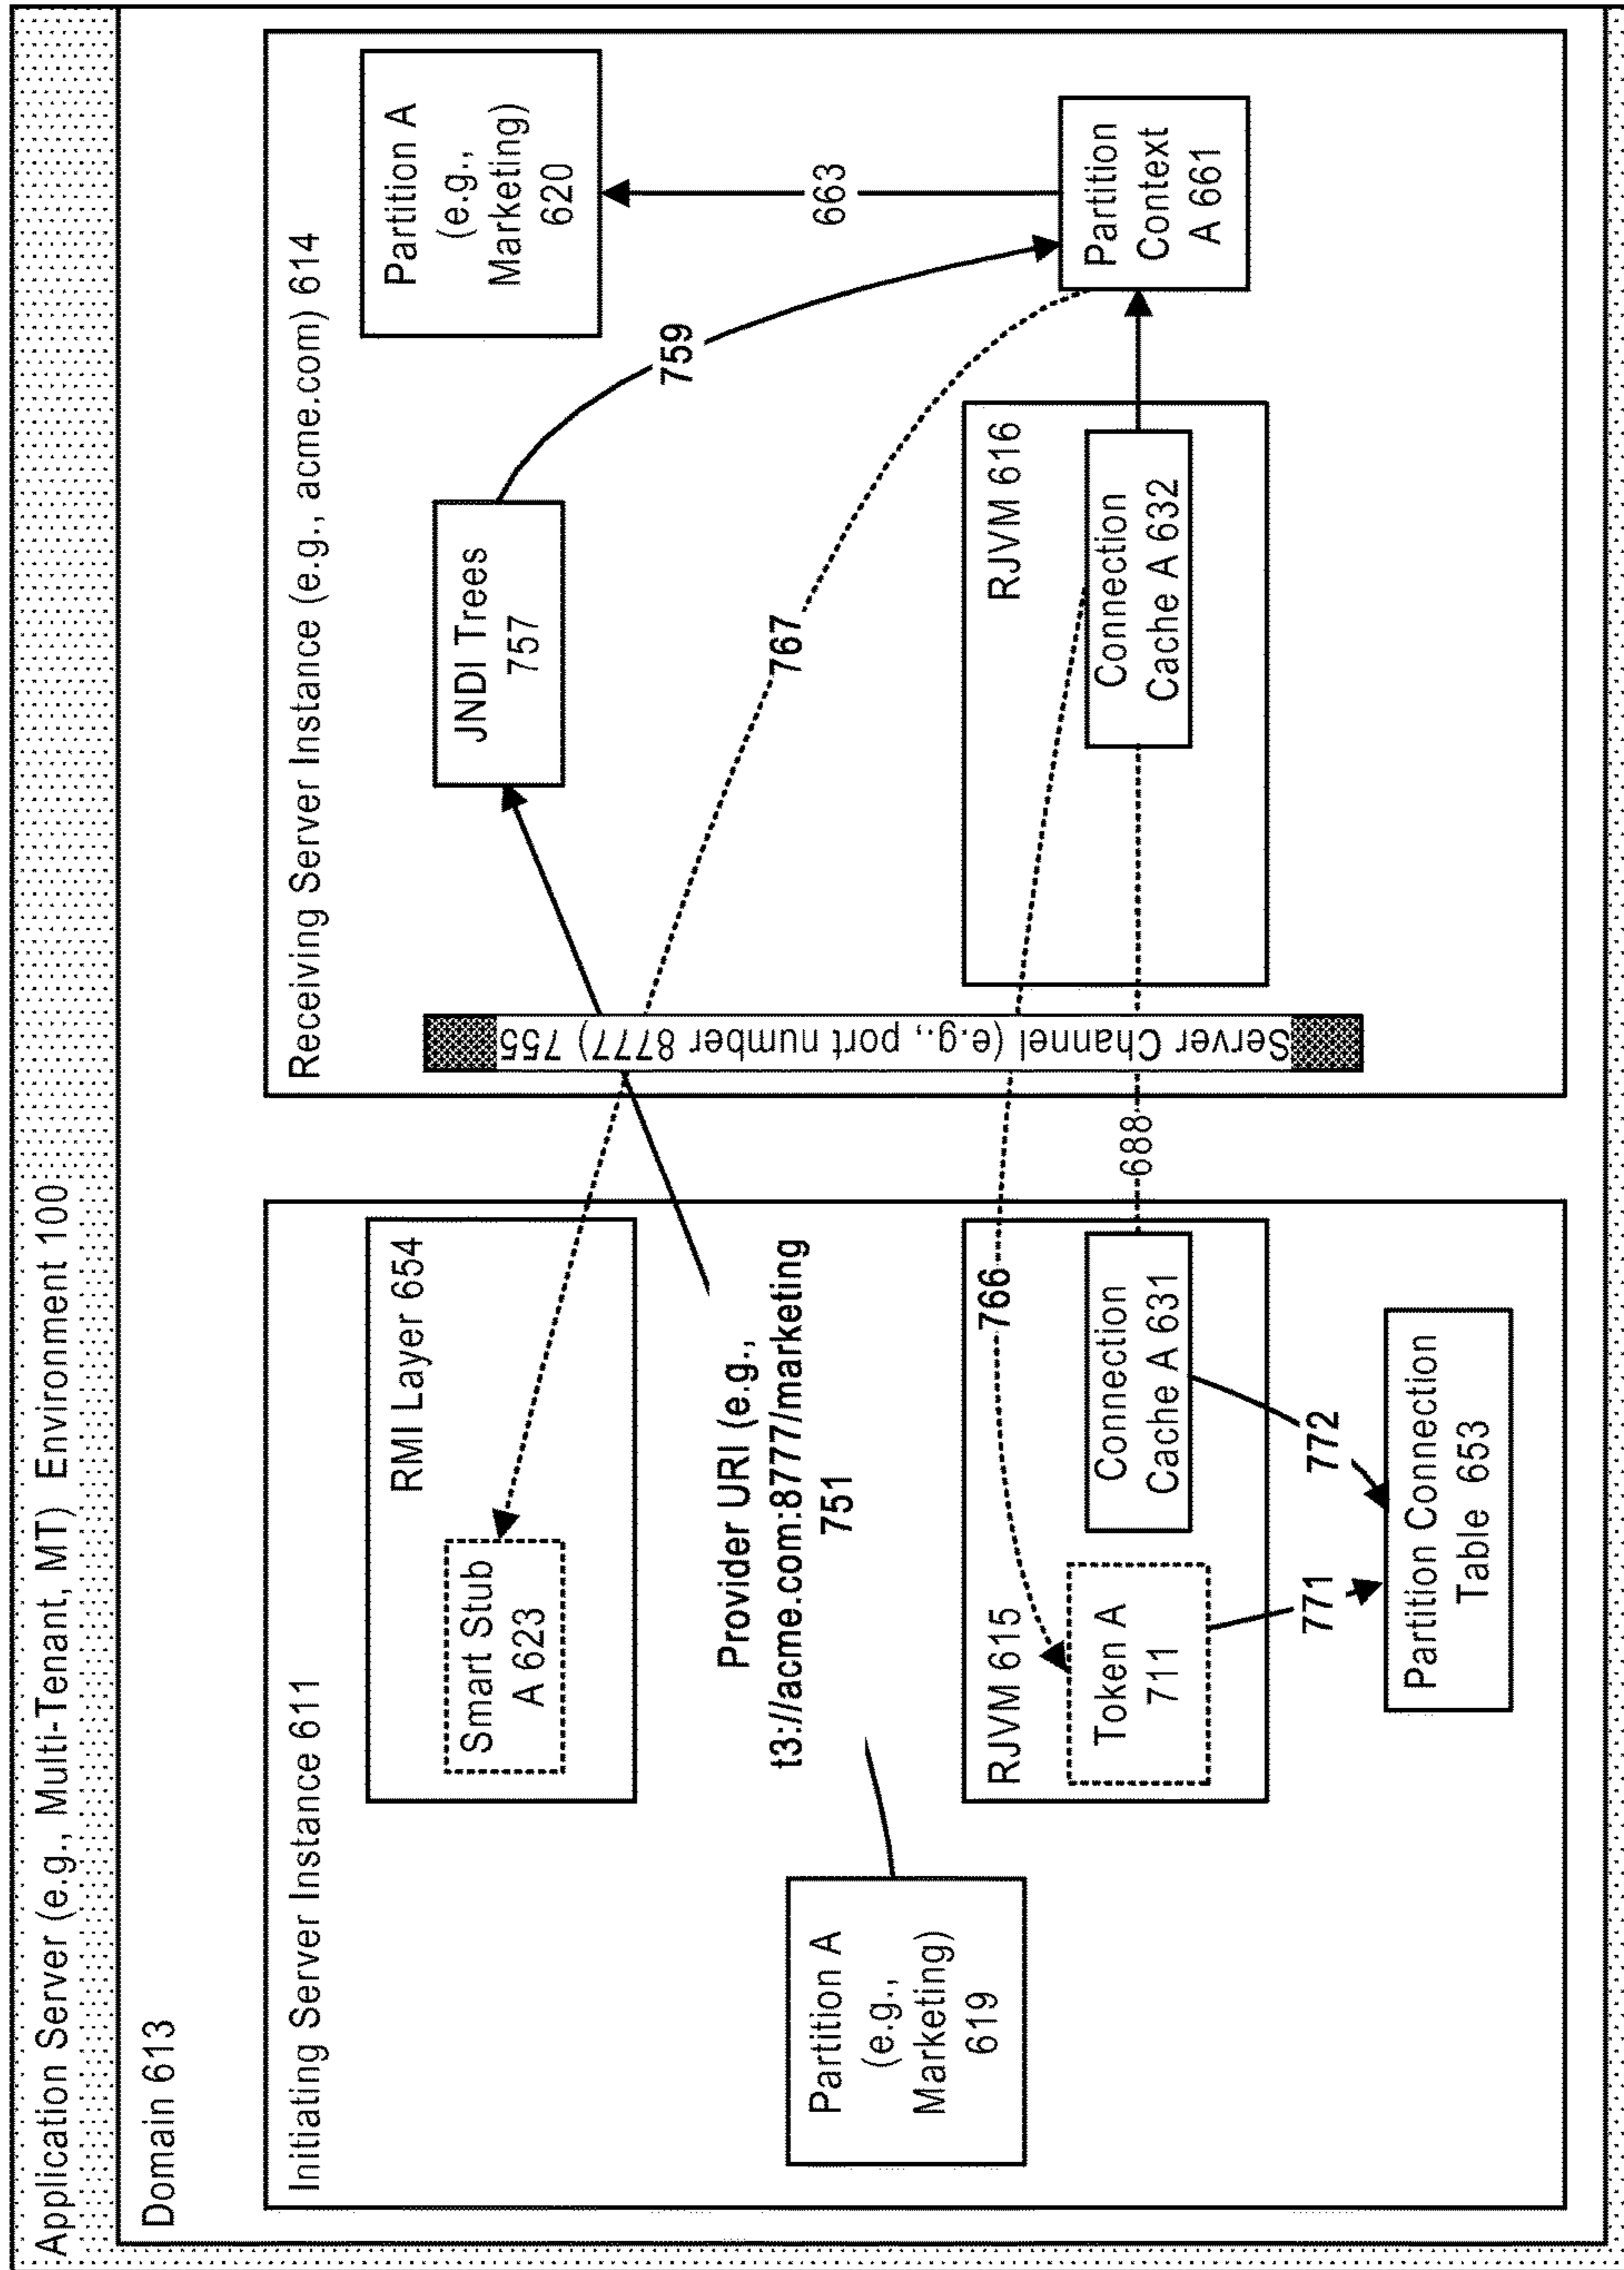 Application Server (e.g., Multi-Tenant, MT) Environment 100
Domain 613
Initiating Server Instance 611
RMI Layer 654
Smart Stub
A 623
Provider URI (e.g.,
t3://acme.com:8777/marketing
751
Partition A
(e.g.,
Marketing)
619
RJVM 615
766
Token A
711
Connection
Cache A 631
771
772
Partition Connection
Table 653
688
Receiving Server Instance (e.g., acme.com) 614
Server Channel (e.g., port number 8777) 755
JNDI Trees
757
759
767
Partition A
(e.g.,
Marketing)
620
663
RJVM 616
Connection
Cache A 632
Partition
Context
A 661